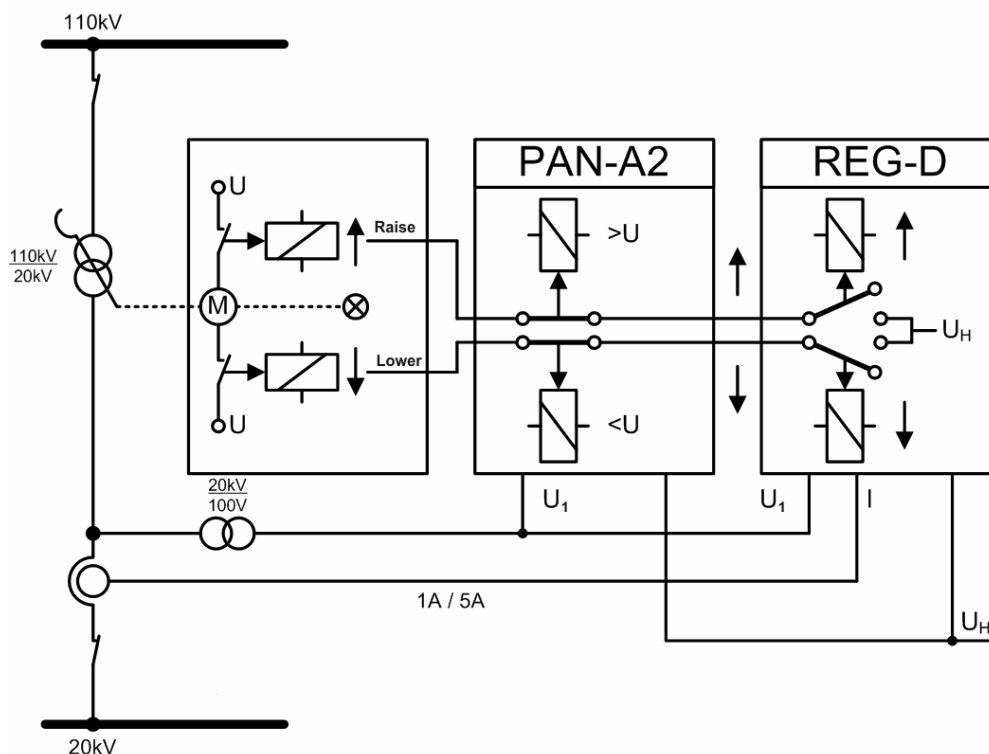 110kV
PAN-A2
REG-D
U
Raise
>U
110kV
20kV
M
U_H
Lower
<U
U
20kV
100V
U₁
U₁
I
1A / 5A
U_H
20kV